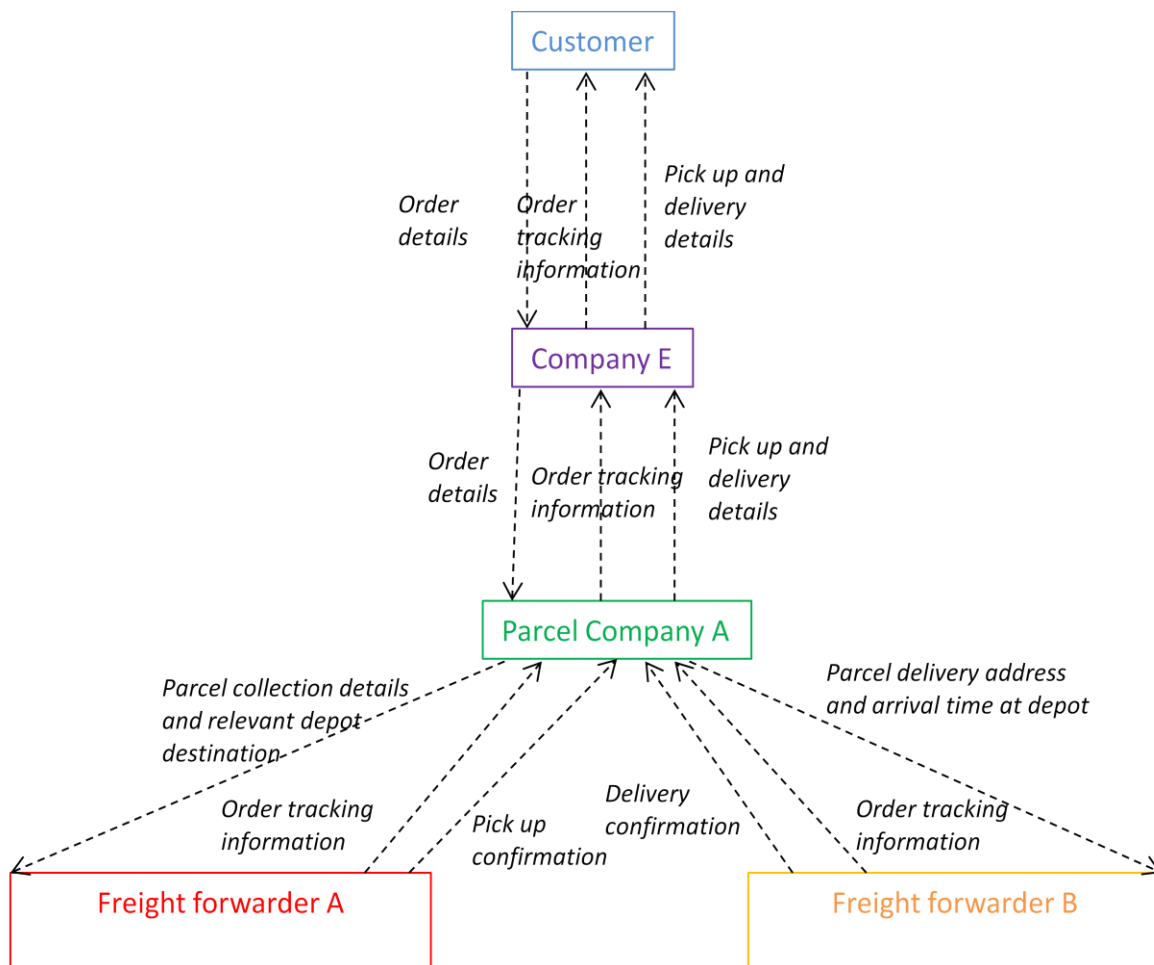 Customer
Order
details
Order
tracking
information
Pick up and
delivery
details
Company E
Order
details
Order tracking
information
Pick up and
delivery
details
Parcel Company A
Parcel collection details
and relevant depot
destination
Parcel delivery address
and arrival time at depot
Order tracking
information
Pick up
confirmation
Delivery
confirmation
Order tracking
information
Freight forwarder A
Freight forwarder B